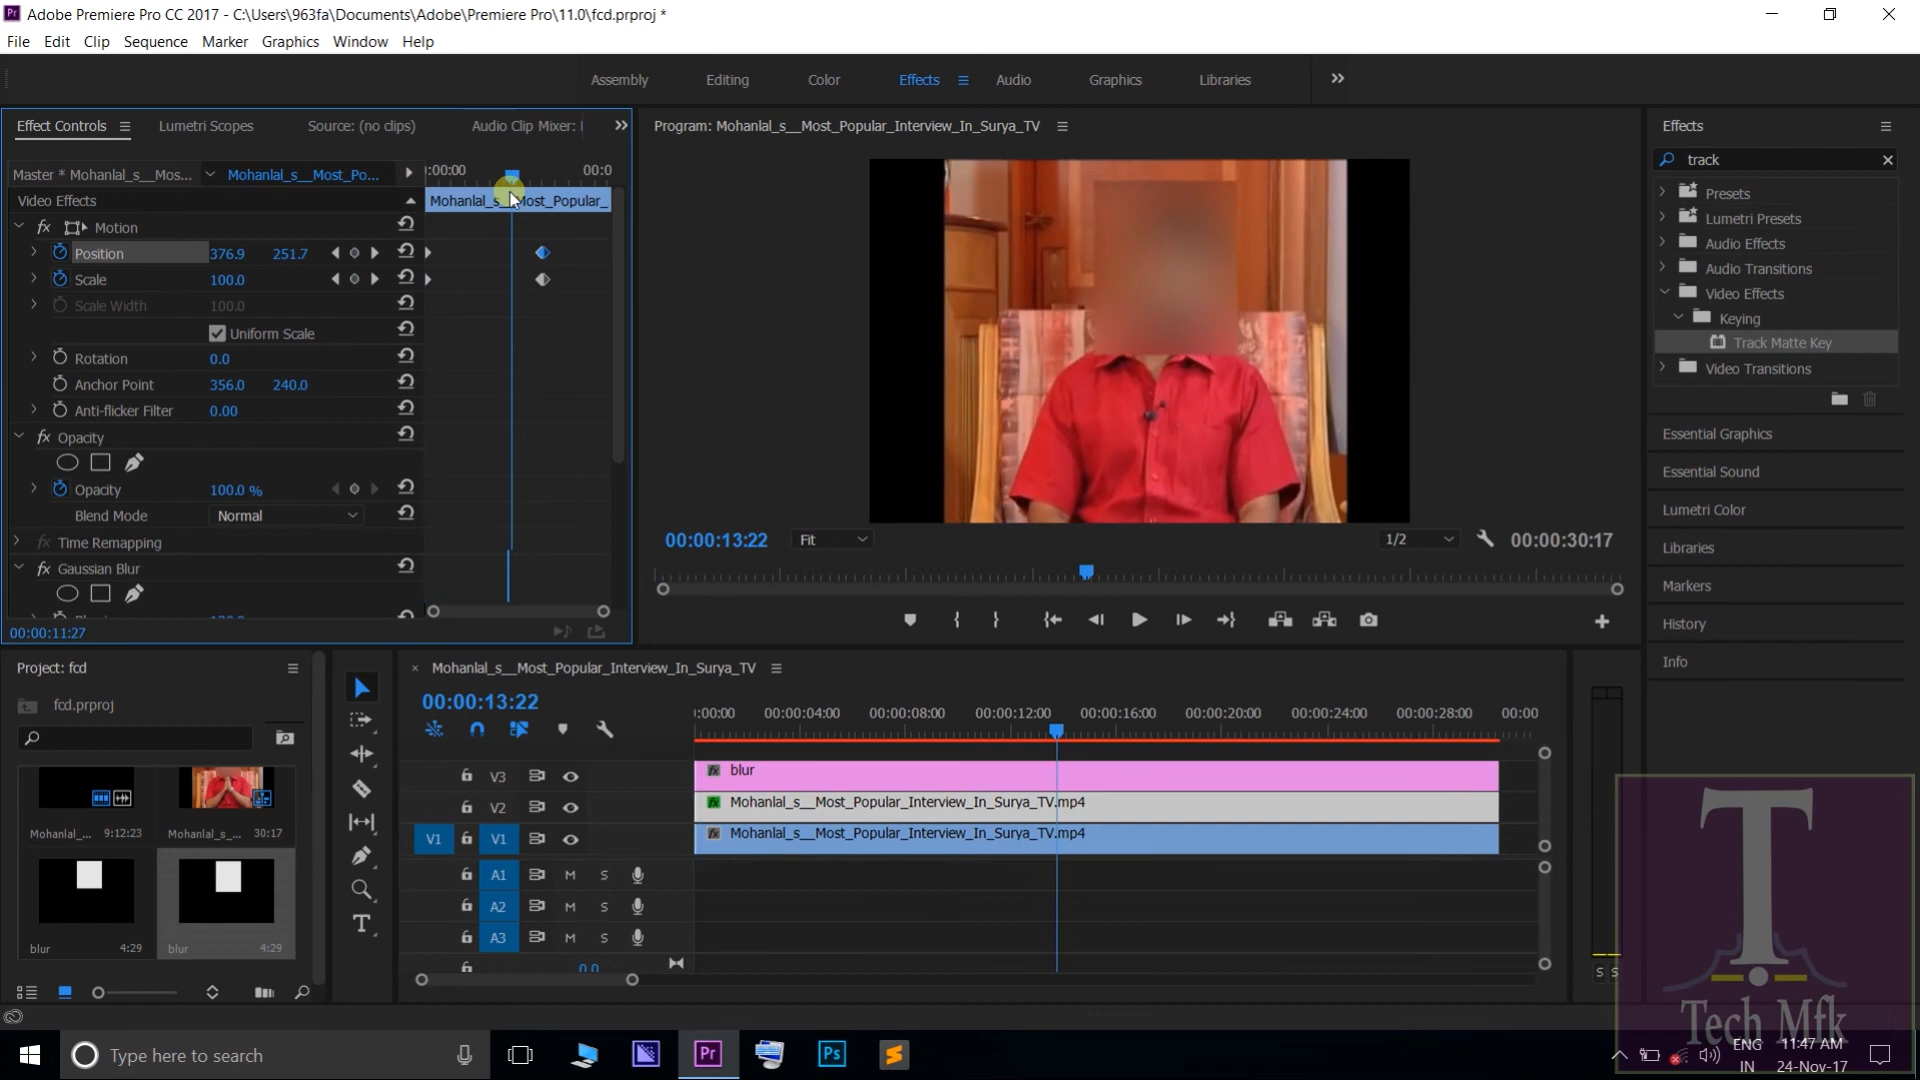 Adobe Premiere Pro CC 2017 - C:\Users\963fa\Documents\Adobe\Premiere Pro\11.0\fcd.prproj *
File Edit Clip Sequence Marker Graphics Window Help
Assembly Editing Color Effects Audio Graphics Libraries
Effect Controls Lumetri Scopes Source: (no clips) Audio Clip Mixer:
Program: Mohanlal_s__Most_Popular_Interview_In_Surya_TV
Effects
Master * Mohanlal_s__Mos... Mohanlal_s__Most_Po... :00:00 00:0
track
Video Effects Mohanlal_s__Most_Popular_
Motion
Position 376.9 251.7
Scale 100.0
Scale Width 100.0
Uniform Scale
Rotation 0.0
Anchor Point 356.0 240.0
Anti-flicker Filter 0.00
Opacity
Opacity 100.0 %
Blend Mode Normal
Time Remapping
Gaussian Blur
00:00:11:27
00:00:13:22 Fit 1/2 00:00:30:17
Presets
Lumetri Presets
Audio Effects
Audio Transitions
Video Effects
Keying
Track Matte Key
Video Transitions
Essential Graphics
Essential Sound
Lumetri Color
Libraries
Markers
History
Info
Project: fcd
fcd.prproj
Mohanlal_... 9:12:23 Mohanlal_s_... 30:17
blur 4:29 blur 4:29
Mohanlal_s__Most_Popular_Interview_In_Surya_TV
00:00:13:22
:00:00 00:00:04:00 00:00:08:00 00:00:12:00 00:00:16:00 00:00:20:00 00:00:24:00 00:00:28:00 00:00
V3 blur
V2 Mohanlal_s__Most_Popular_Interview_In_Surya_TV.mp4
V1 V1 Mohanlal_s__Most_Popular_Interview_In_Surya_TV.mp4
A1 M S
A2 M S
A3 M S
0.0
S S
T
Tech Mfk
Type here to search
Pr Ps
ENG
IN
11:47 AM
24-Nov-17